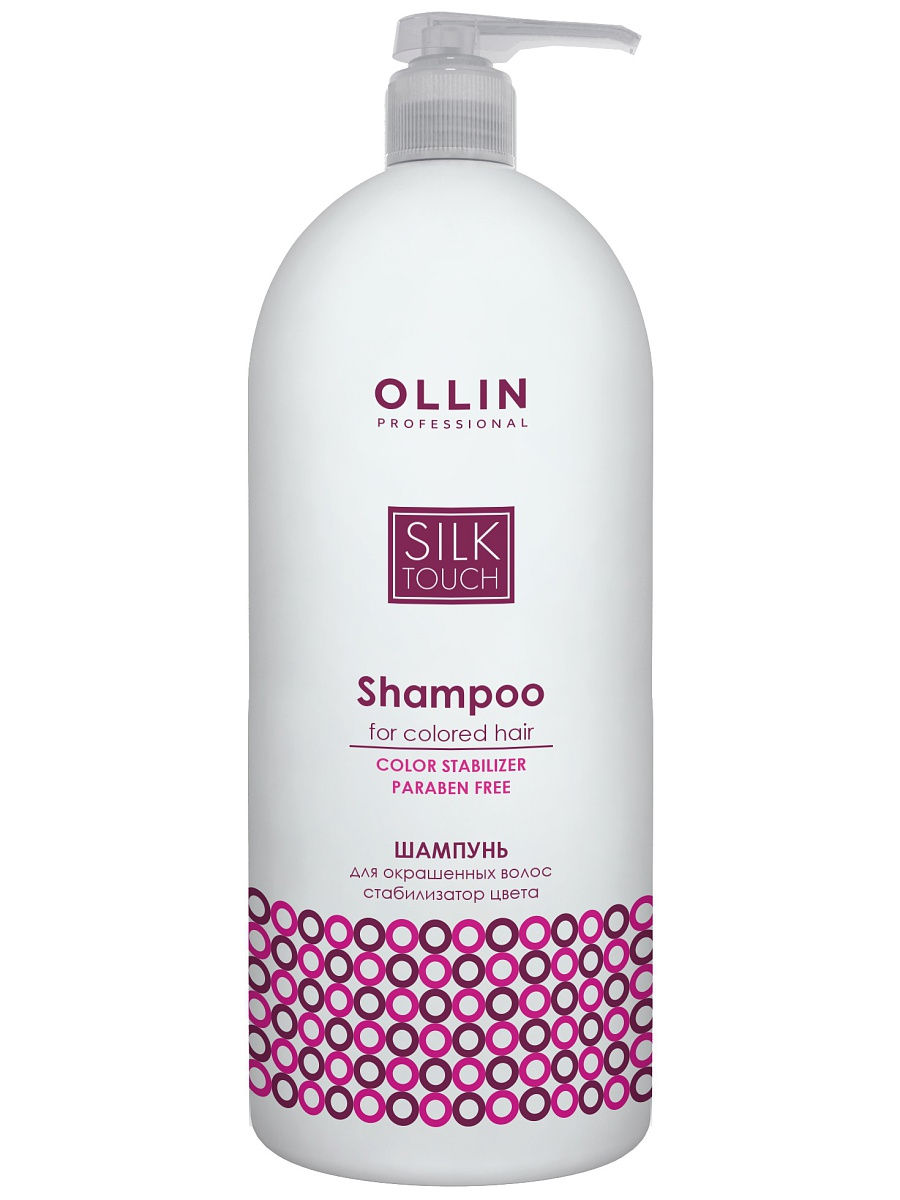 OLLIN
PROFESSIONAL
SILK
TOUCH
Shampoo
for colored hair
COLOR STABILIZER
PARABEN FREE
ШАМПУНЬ
для окрашенных волос
стабилизатор цвета